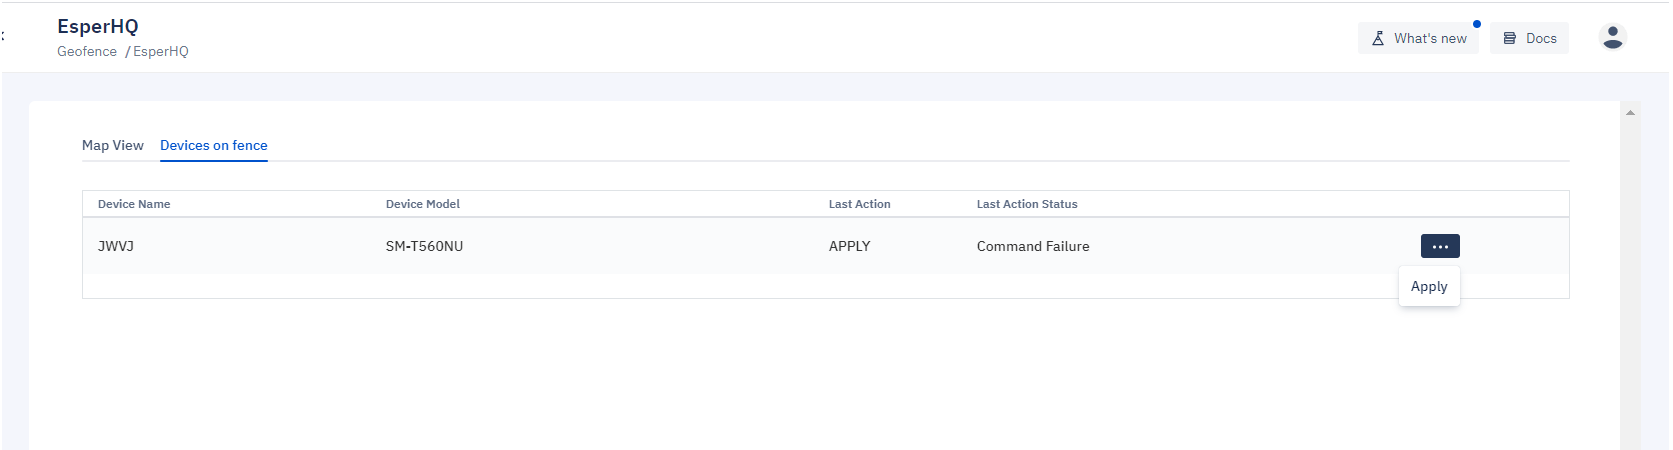 EsperHQ
Geofence / EsperHQ
What's new
Docs
Map View
Devices on fence
Device Name
Device Model
Last Action
Last Action Status
JWVJ
SM-T560NU
APPLY
Command Failure
Apply